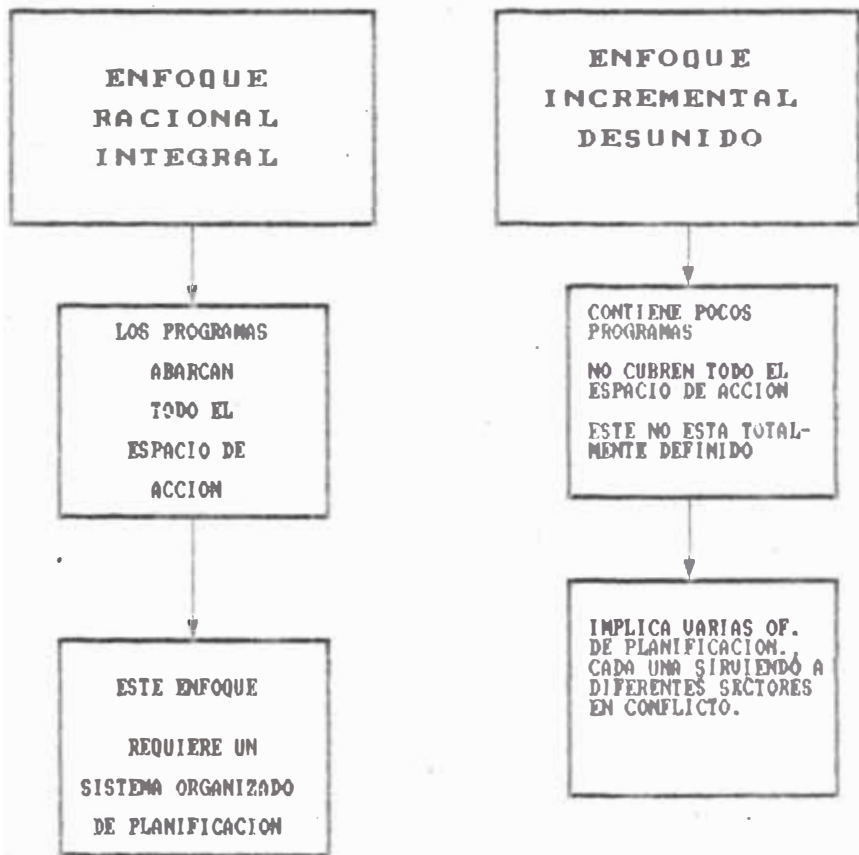 ENFOQUE
RACIONAL
INTEGRAL
LOS PROGRAMAS
ABARCAN
TODO EL
ESPACIO DE
ACCION
ESTE ENFOQUE
REQUIERE UN
SISTEMA ORGANIZADO
DE PLANIFICACION
ENFOQUE
INCREMENTAL
DESUNIDO
CONTIENE POCOS
PROGRAMAS
NO CUBREN TODO EL
ESPACIO DE ACCION
ESTE NO ESTA TOTAL-
MENTE DEFINIDO
IMPLICA VARIAS OF.
DE PLANIFICACION.,
CADA UNA SIRVIENDO A
DIFERENTES SECTORES
EN CONFLICTO.